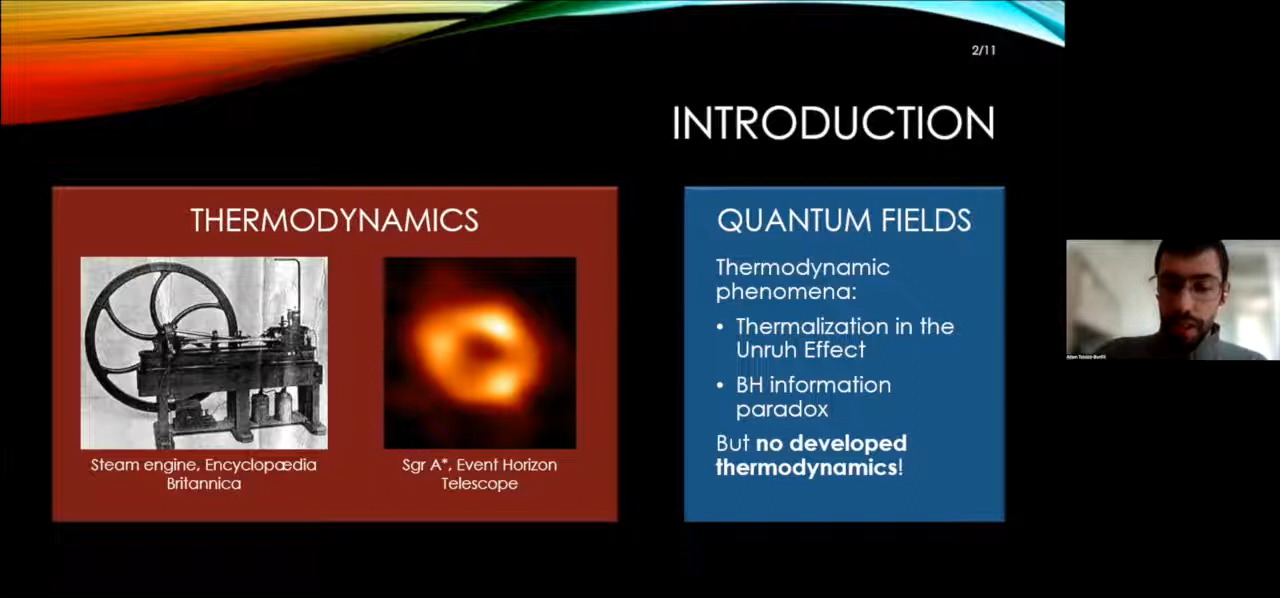 2/11
INTRODUCTION
THERMODYNAMICS
Steam engine, Encyclopædia
Britannica
Sgr A*, Event Horizon
Telescope
QUANTUM FIELDS
Thermodynamic
phenomena:
• Thermalization in the
Unruh Effect
• BH information
paradox
But no developed
thermodynamics!
Adam